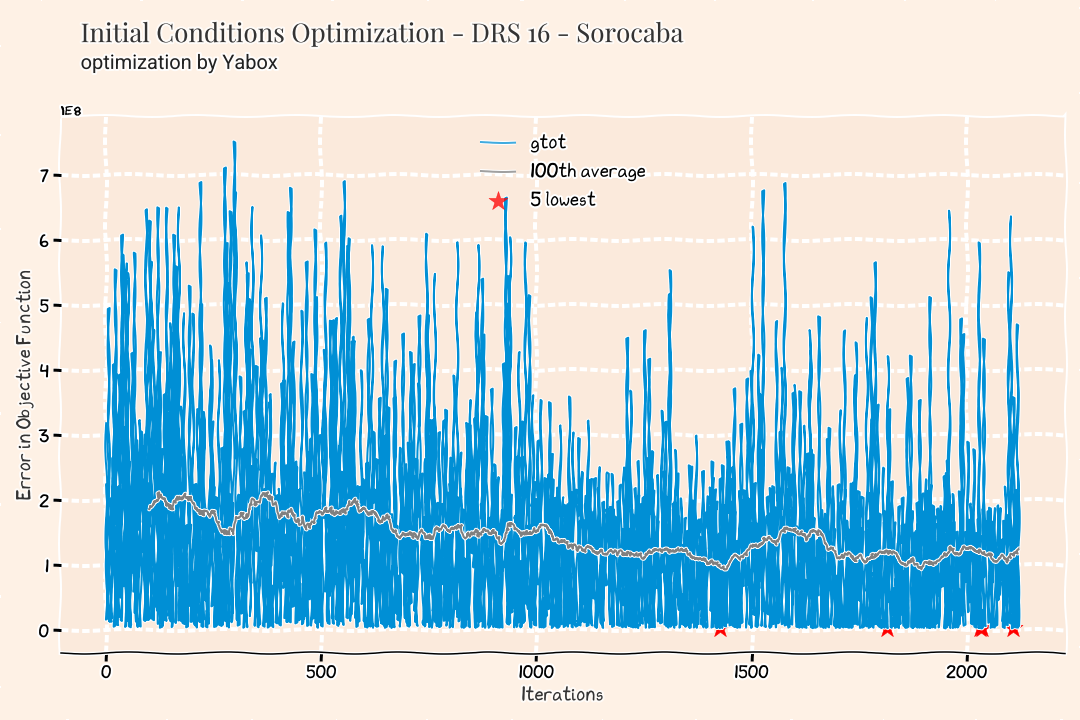 Initial Conditions Optimization - DRS 16 - Sorocaba
optimization by Yabox
1E8
gtot
100th average
5 lowest
7
6
5
4
3
2
1
0
Error in Objective Function
0 500 1000 1500 2000
Iterations